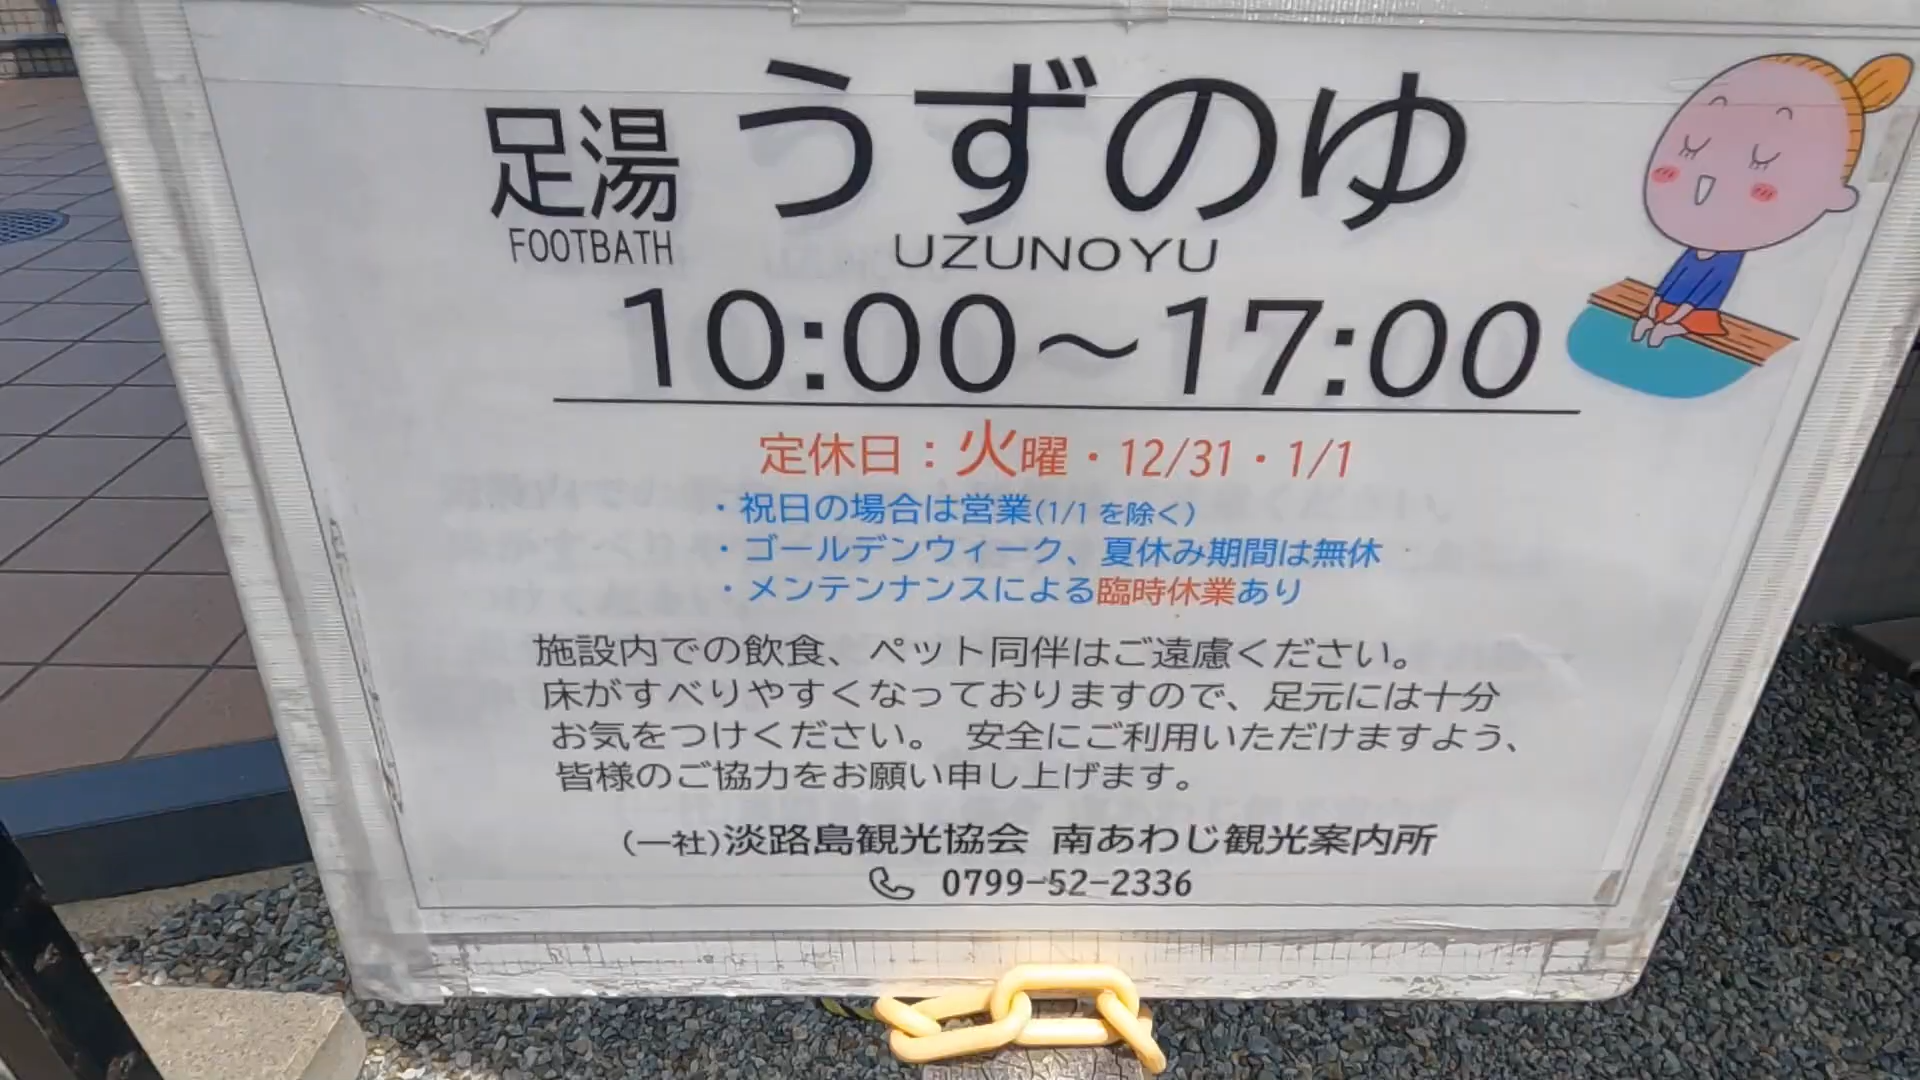 足湯 うずのゆ
FOOTBATH UZUNOYU
10:00～17:00
定休日：火曜・12/31・1/1
・祝日の場合は営業(1/1を除く)
・ゴールデンウィーク、夏休み期間は無休
・メンテンナンスによる臨時休業あり
施設内での飲食、ペット同伴はご遠慮ください。
床がすべりやすくなっておりますので、足元には十分
お気をつけください。 安全にご利用いただけますよう、
皆様のご協力をお願い申し上げます。
(一社)淡路島観光協会 南あわじ観光案内所
0799-52-2336